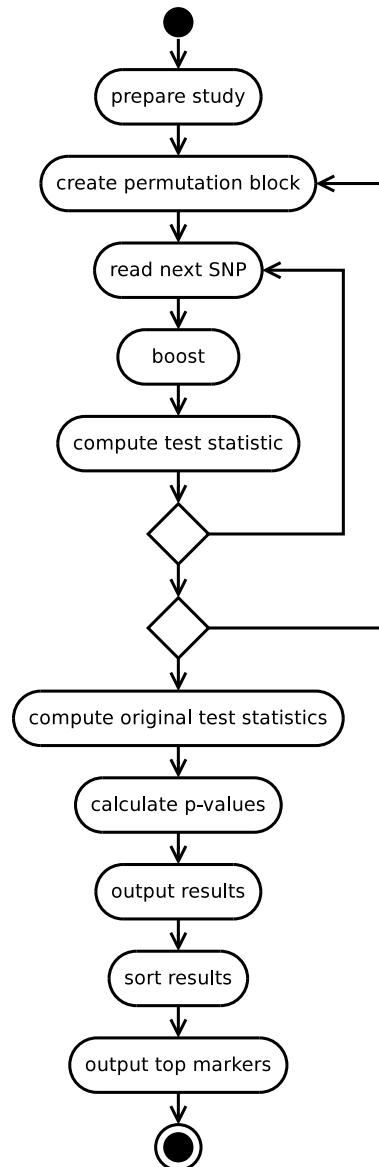 prepare study
create permutation block
read next SNP
boost
compute test statistic
compute original test statistics
calculate p-values
output results
sort results
output top markers